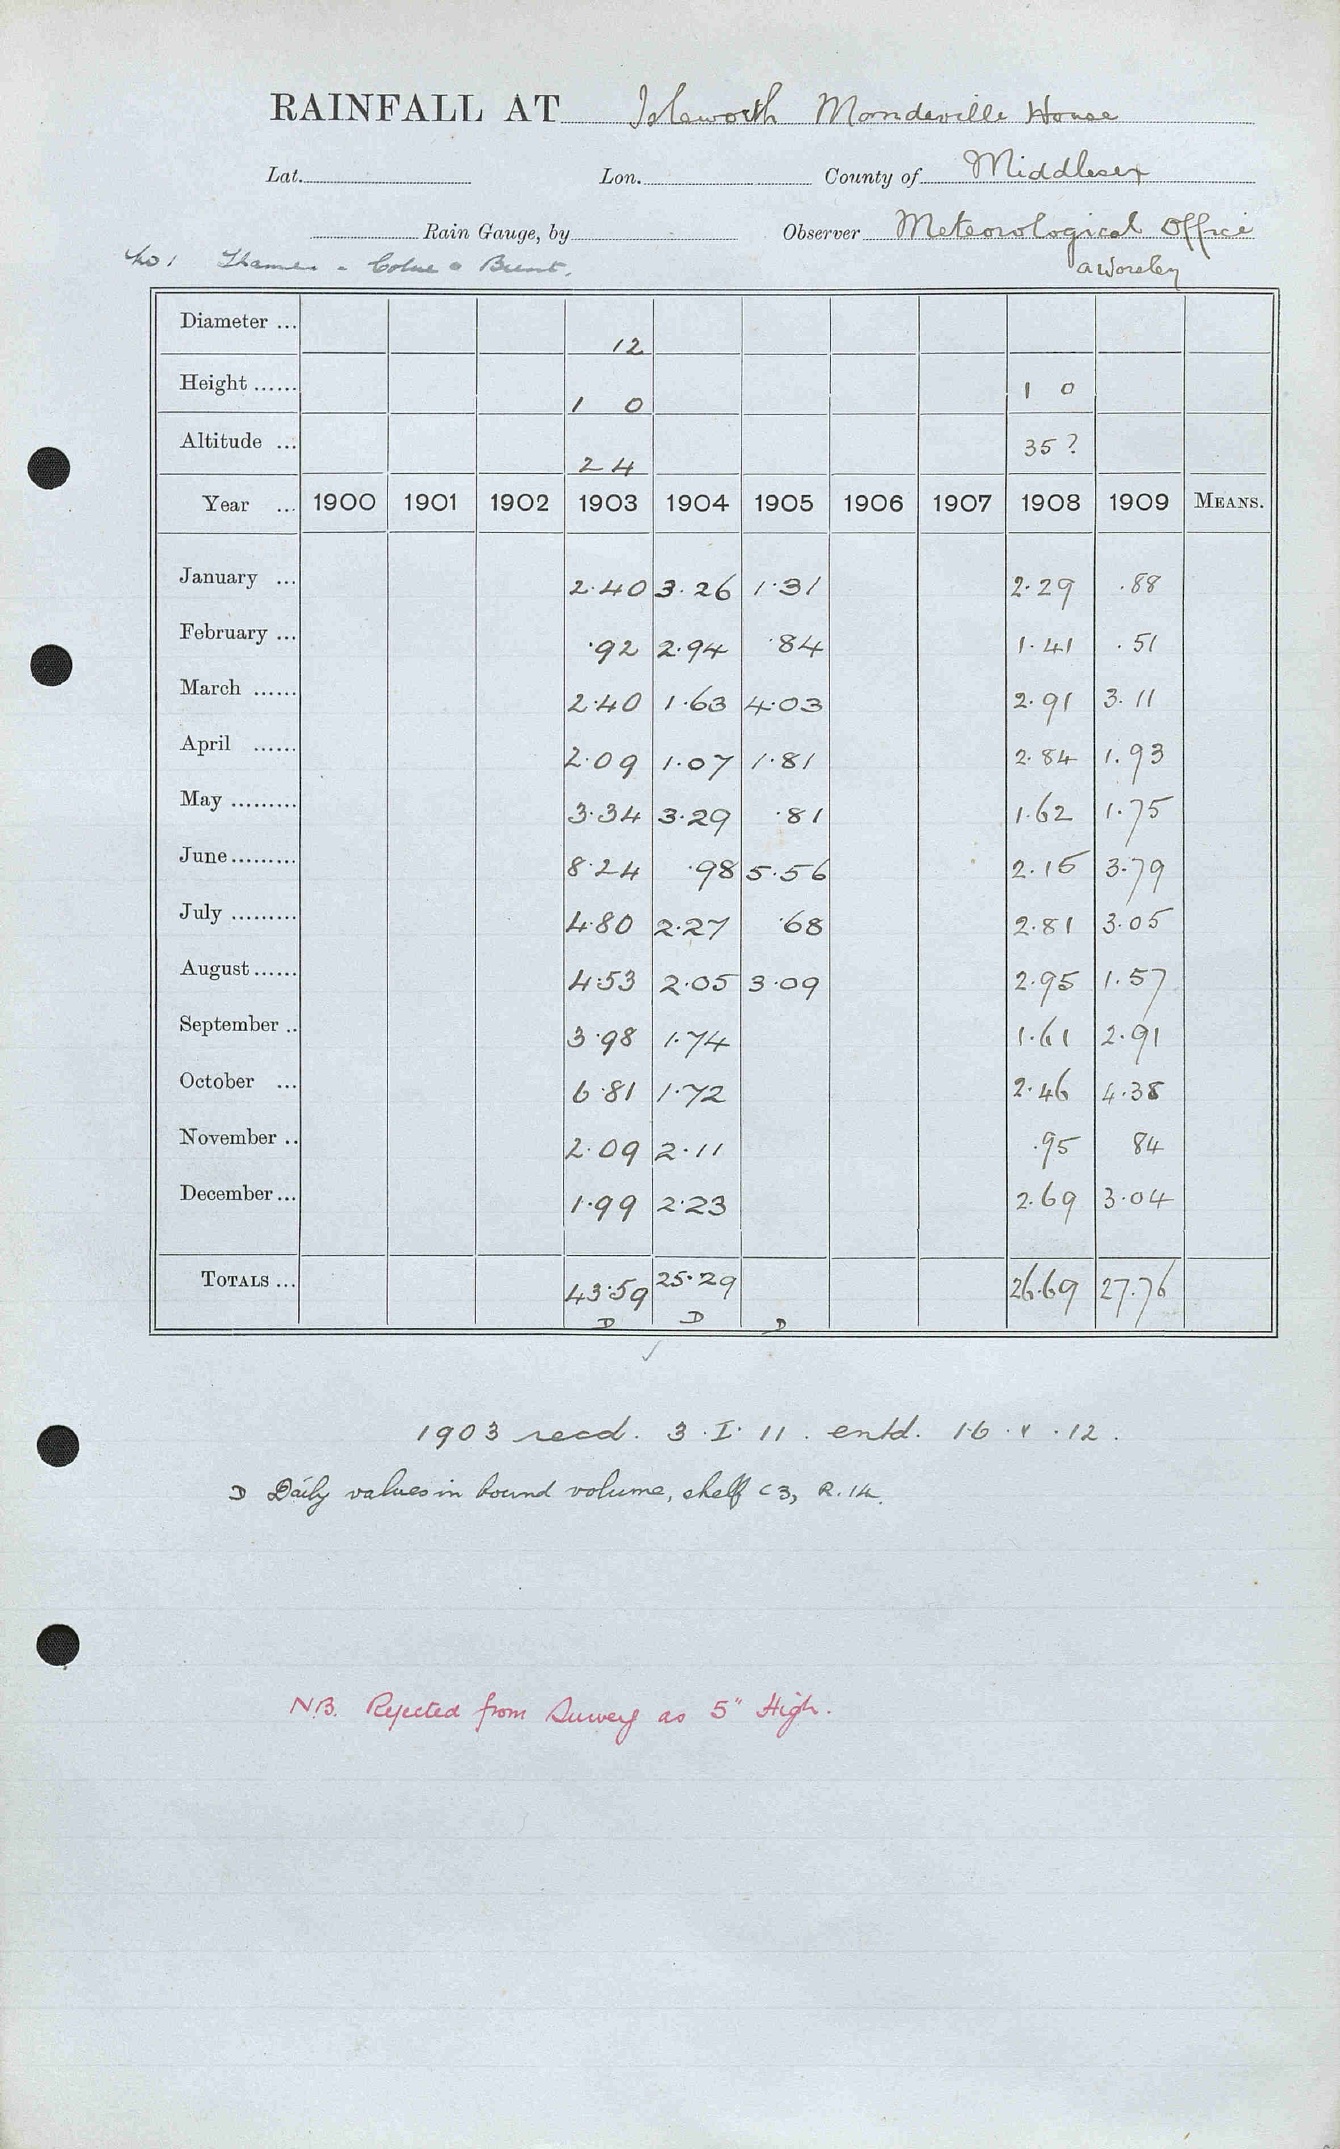 RAINFALL AT Isleworth Mandeville House
Lat. Lon. County of Middlesex
Rain Gauge, by Observer Meteorological Office
No 1 Thames - Colne & Brent. A Worsley
Diameter ... 12
Height ...... 1 0 1 0
Altitude ... 24 35?
Year ... 1900 1901 1902 1903 1904 1905 1906 1907 1908 1909 MEANS.
January ... 2.40 3.26 1.31 2.29 .88
February ... .92 2.94 .84 1.41 .51
March ...... 2.40 1.63 4.03 2.91 3.11
April ...... 2.09 1.07 1.81 2.84 1.93
May ......... 3.34 3.29 .81 1.62 1.75
June ......... 8.24 .98 5.56 2.15 3.79
July ......... 4.80 2.27 .68 2.81 3.05
August ...... 4.53 2.05 3.09 2.95 1.57
September .. 3.98 1.74 1.61 2.91
October ... 6.81 1.72 2.46 4.38
November .. 2.09 2.11 .95 84
December ... 1.99 2.23 2.69 3.04
TOTALS ... 43.59 25.29 26.69 27.76
D D D
1903 recd. 3.I.11. entd. 16.V.12.
D Daily values in bound volume, shelf C3, R.14.
N.B. Rejected from Survey as 5" High.